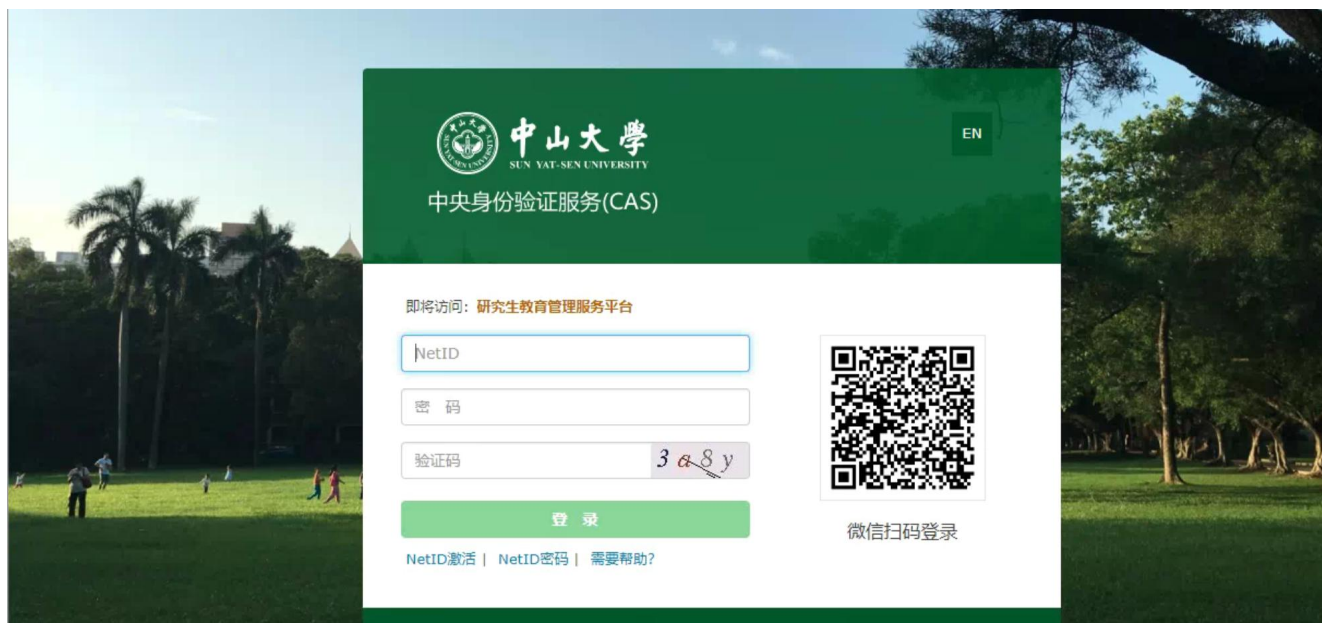 中山大學
SUN YAT-SEN UNIVERSITY
EN
中央身份验证服务(CAS)
即将访问：研究生教育管理服务平台
NetID
密 码
验证码 3 a 8 y
登 录
微信扫码登录
NetID激活 | NetID密码 | 需要帮助?